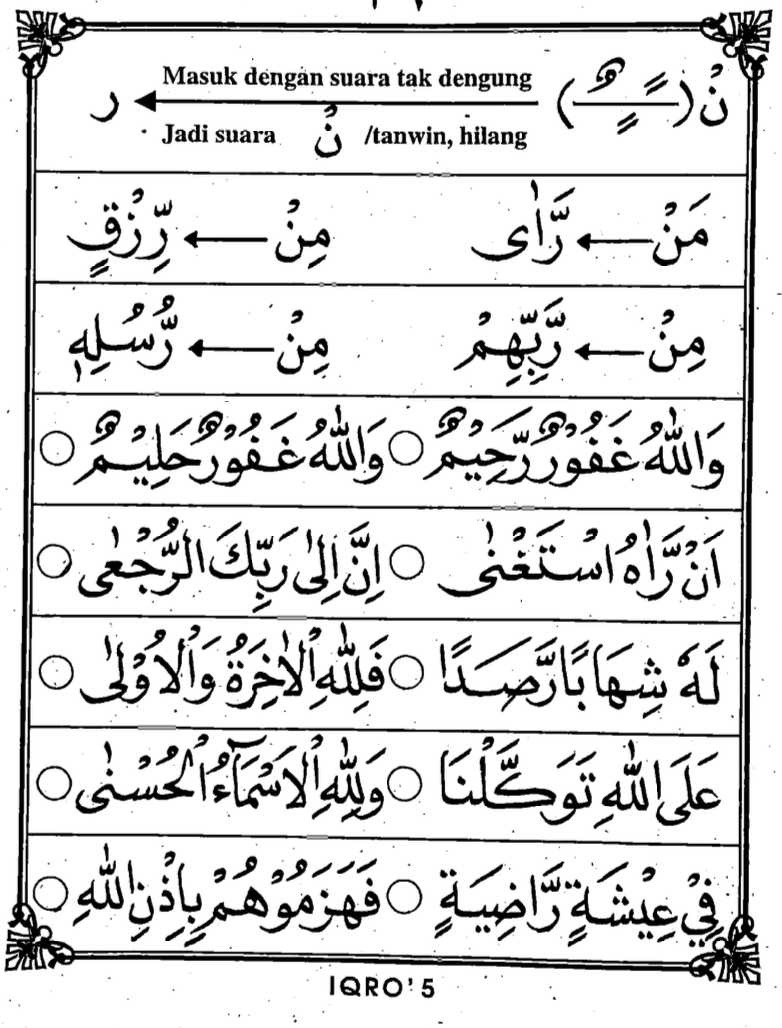 Masuk dengan suara tak dengung
نْ (ـًـٍـٌ) ← ر
Jadi suara نْ /tanwin, hilang
مَنْ ← رَّاٰى مِنْ ← رِّزْقٍ
مِنْ ← رَّبِّهِمْ مِنْ ← رُّسُلِهٖ
وَاللّٰهُ غَفُوْرٌ رَّحِيْمٌ ○ وَاللّٰهُ غَفُوْرٌ حَلِيْمٌ ○
اَنْ رَّاٰهُ اسْتَغْنٰى ○ اِنَّ اِلٰى رَبِّكَ الرُّجْعٰى ○
لَهٗ شِهَابًا رَّصَدًا ○ فَلِلّٰهِ الْاٰخِرَةُ وَالْاُوْلٰى ○
عَلَى اللّٰهِ تَوَكَّلْنَا ○ وَلِلّٰهِ الْاَسْمَآءُ الْحُسْنٰى ○
فِيْ عِيْشَةٍ رَّاضِيَةٍ ○ فَهَزَمُوْهُمْ بِاِذْنِ اللّٰهِ ○
IQRO' 5